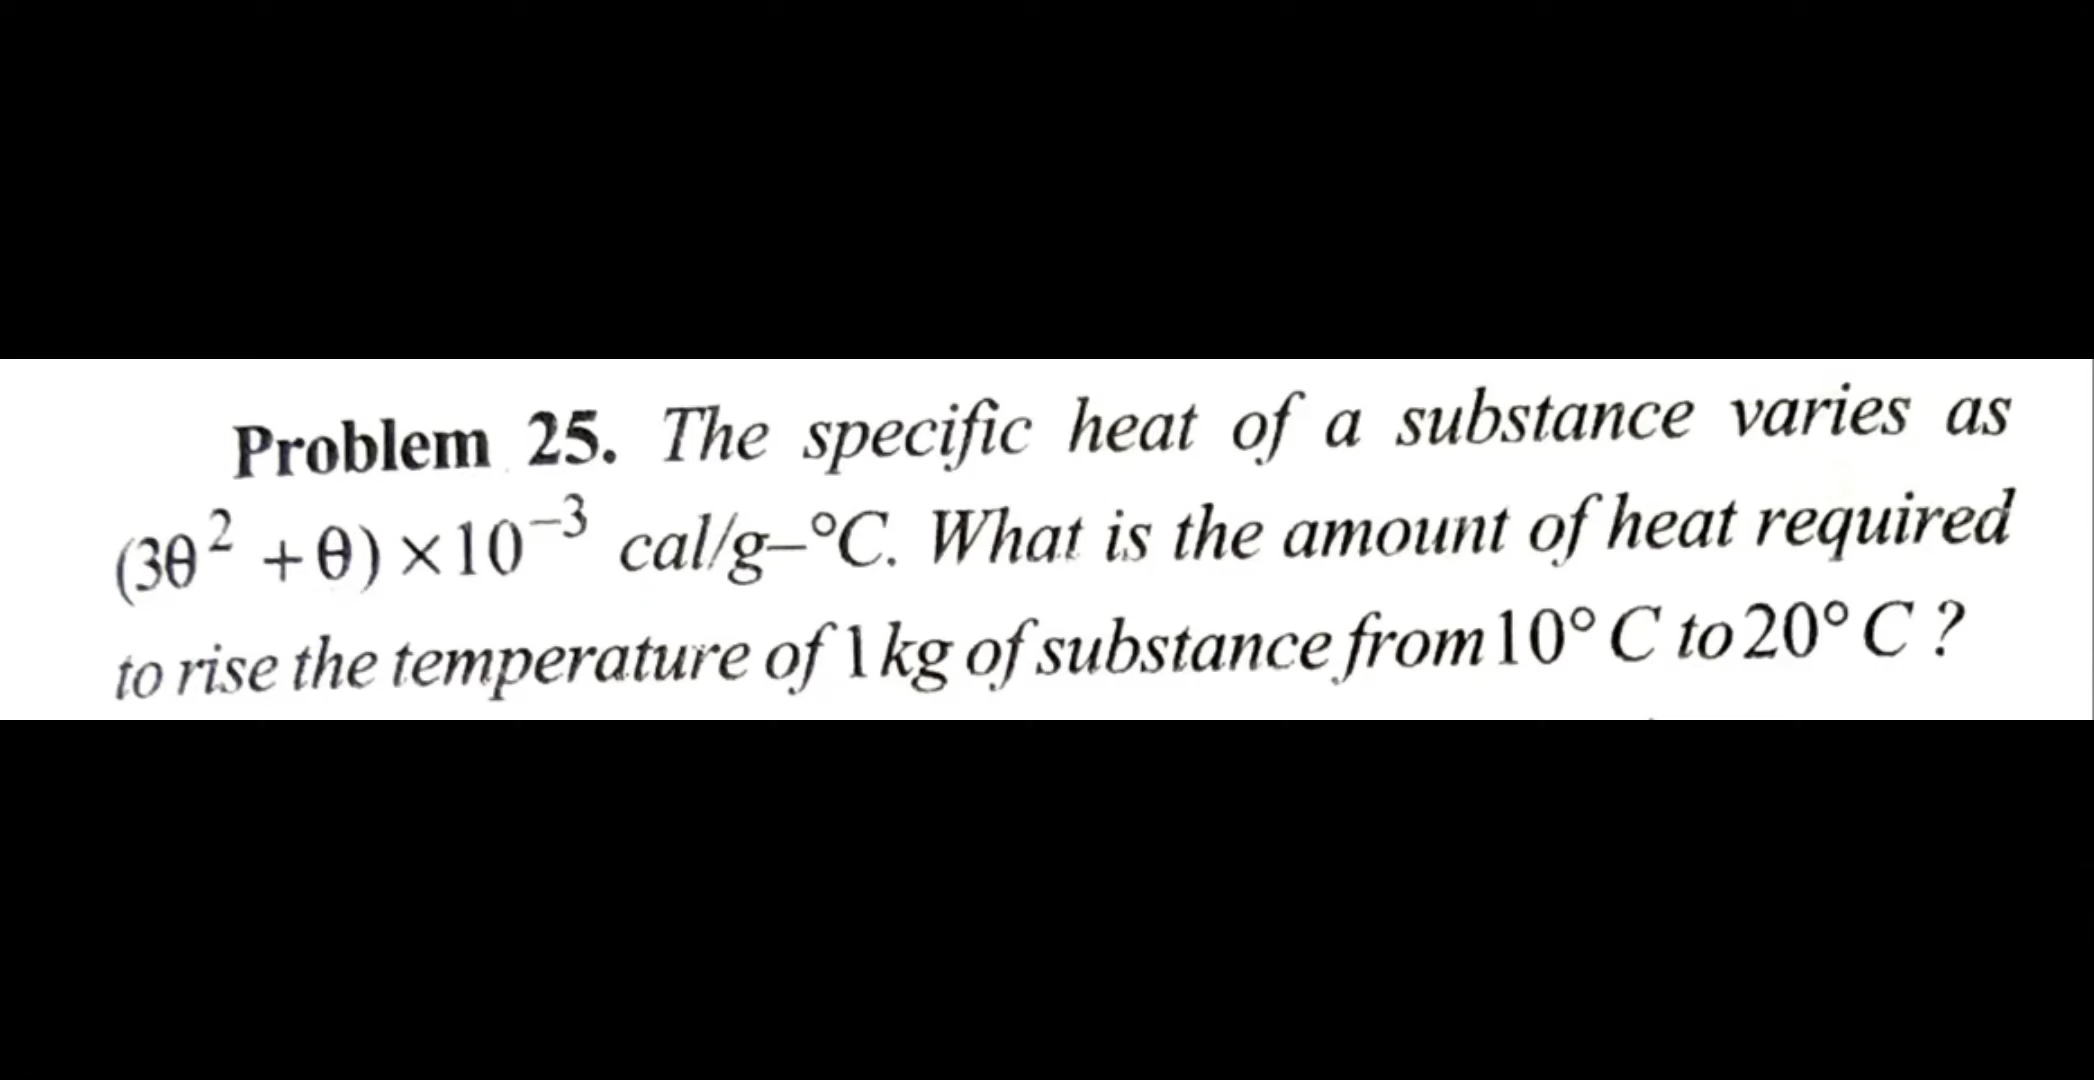 Problem 25. The specific heat of a substance varies as
(3θ² + θ) × 10⁻³ cal/g–°C. What is the amount of heat required
to rise the temperature of 1 kg of substance from 10° C to 20° C ?